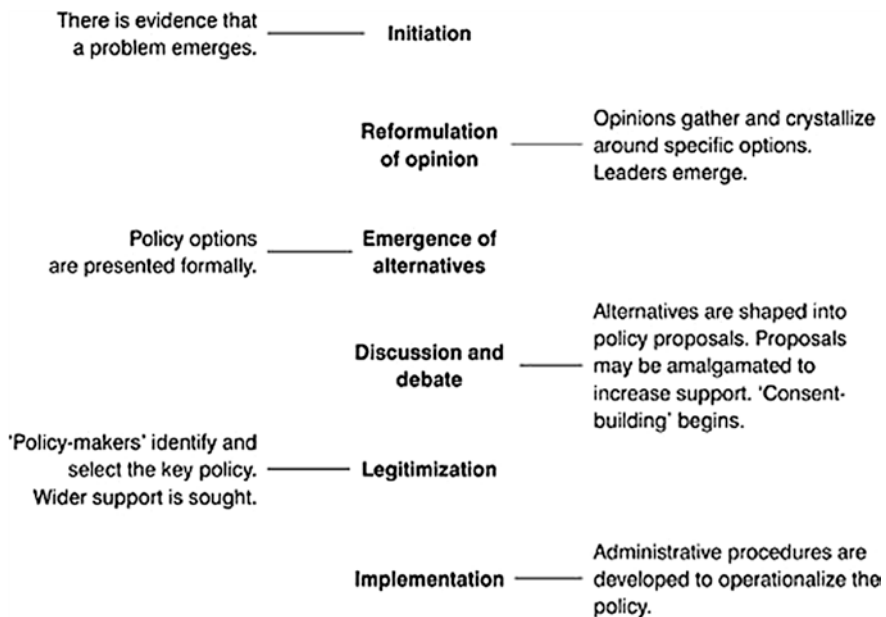 There is evidence that
a problem emerges.
Initiation
Reformulation
of opinion
Opinions gather and crystallize
around specific options.
Leaders emerge.
Policy options
are presented formally.
Emergence of
alternatives
Discussion and
debate
Alternatives are shaped into
policy proposals. Proposals
may be amalgamated to
increase support. ‘Consent-
building’ begins.
‘Policy-makers’ identify and
select the key policy.
Wider support is sought.
Legitimization
Implementation
Administrative procedures are
developed to operationalize the
policy.